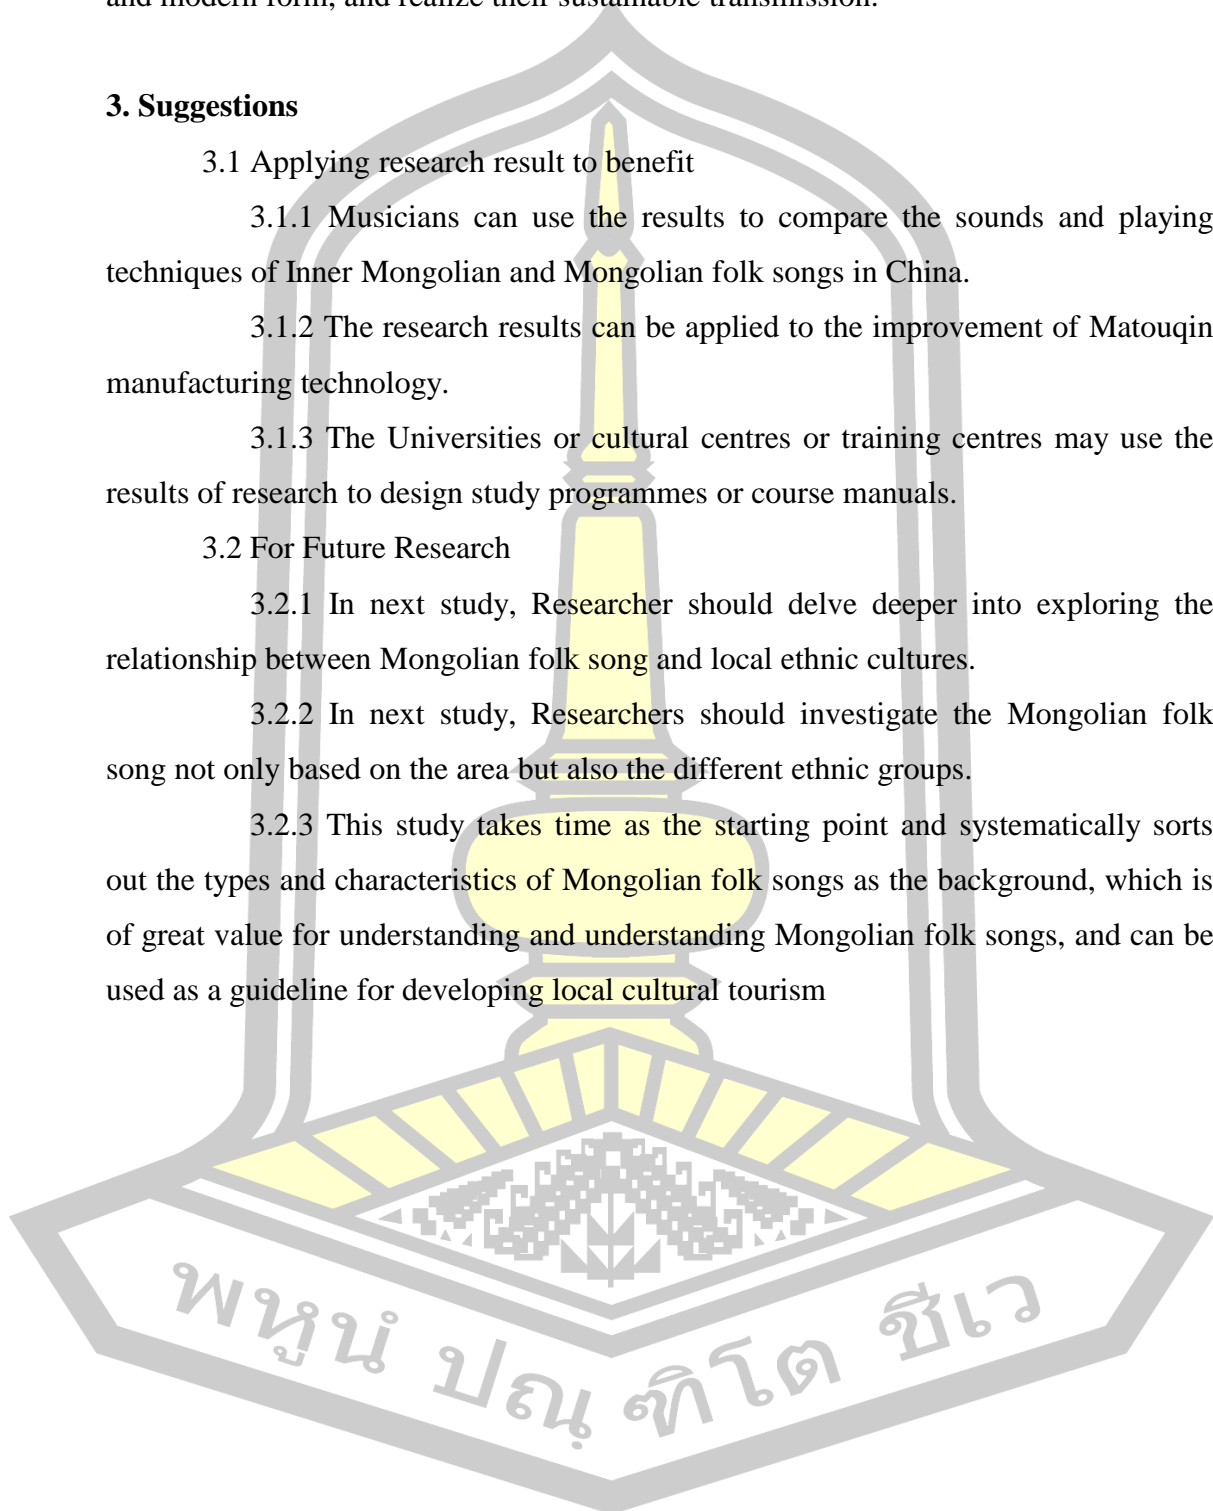 and modern form, and realize their sustainable transmission.
3. Suggestions
3.1 Applying research result to benefit
3.1.1 Musicians can use the results to compare the sounds and playing
techniques of Inner Mongolian and Mongolian folk songs in China.
3.1.2 The research results can be applied to the improvement of Matouqin
manufacturing technology.
3.1.3 The Universities or cultural centres or training centres may use the
results of research to design study programmes or course manuals.
3.2 For Future Research
3.2.1 In next study, Researcher should delve deeper into exploring the
relationship between Mongolian folk song and local ethnic cultures.
3.2.2 In next study, Researchers should investigate the Mongolian folk
song not only based on the area but also the different ethnic groups.
3.2.3 This study takes time as the starting point and systematically sorts
out the types and characteristics of Mongolian folk songs as the background, which is
of great value for understanding and understanding Mongolian folk songs, and can be
used as a guideline for developing local cultural tourism
พหูนํ ปณฺฑิโต ชีเว